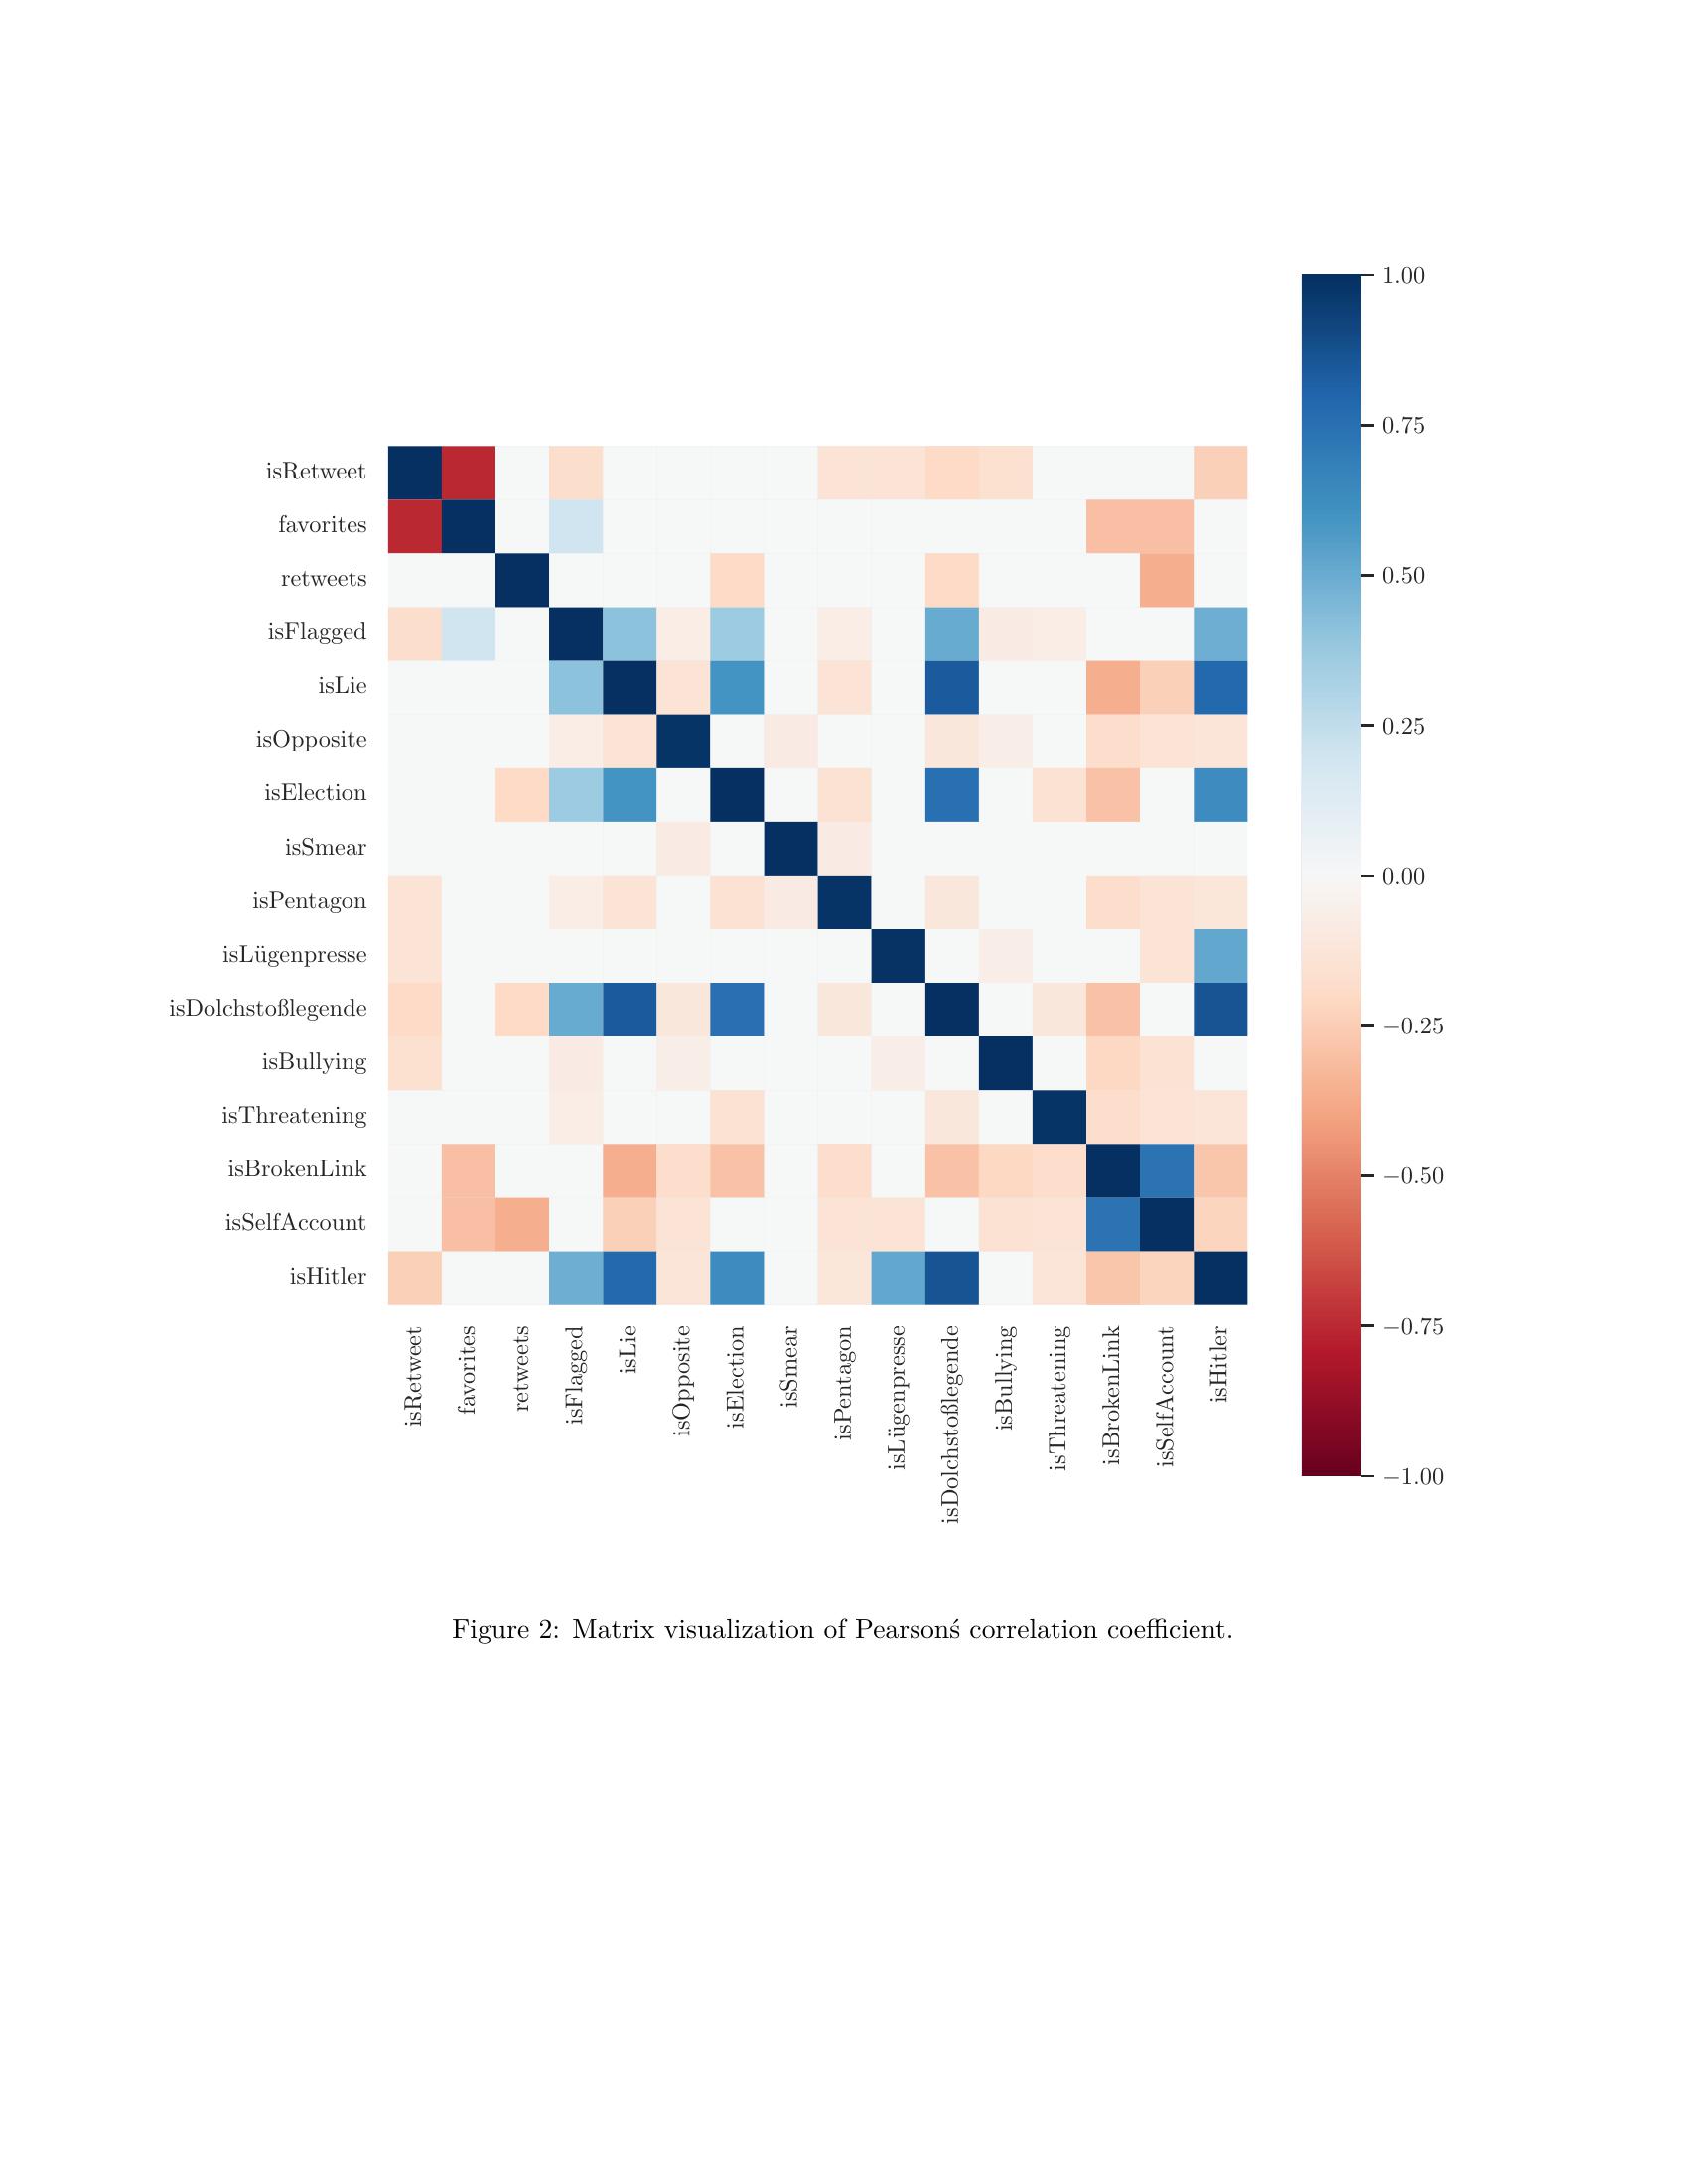 1.00
0.75
0.50
0.25
0.00
−0.25
−0.50
−0.75
−1.00
isRetweet
favorites
retweets
isFlagged
isLie
isOpposite
isElection
isSmear
isPentagon
isLügenpresse
isDolchstoßlegende
isBullying
isThreatening
isBrokenLink
isSelfAccount
isHitler
isRetweet
favorites
retweets
isFlagged
isLie
isOpposite
isElection
isSmear
isPentagon
isLügenpresse
isDolchstoßlegende
isBullying
isThreatening
isBrokenLink
isSelfAccount
isHitler
Figure 2: Matrix visualization of Pearsonś correlation coefficient.